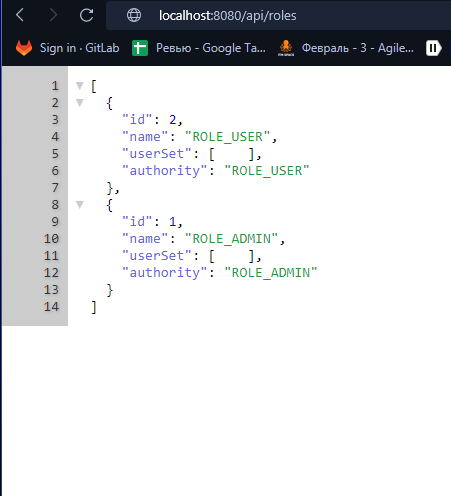 localhost:8080/api/roles
Sign in · GitLab Ревью - Google Ta... Февраль - 3 - Agile...
1 [
2 {
3 "id": 2,
4 "name": "ROLE_USER",
5 "userSet": [ ],
6 "authority": "ROLE_USER"
7 },
8 {
9 "id": 1,
10 "name": "ROLE_ADMIN",
11 "userSet": [ ],
12 "authority": "ROLE_ADMIN"
13 }
14 ]